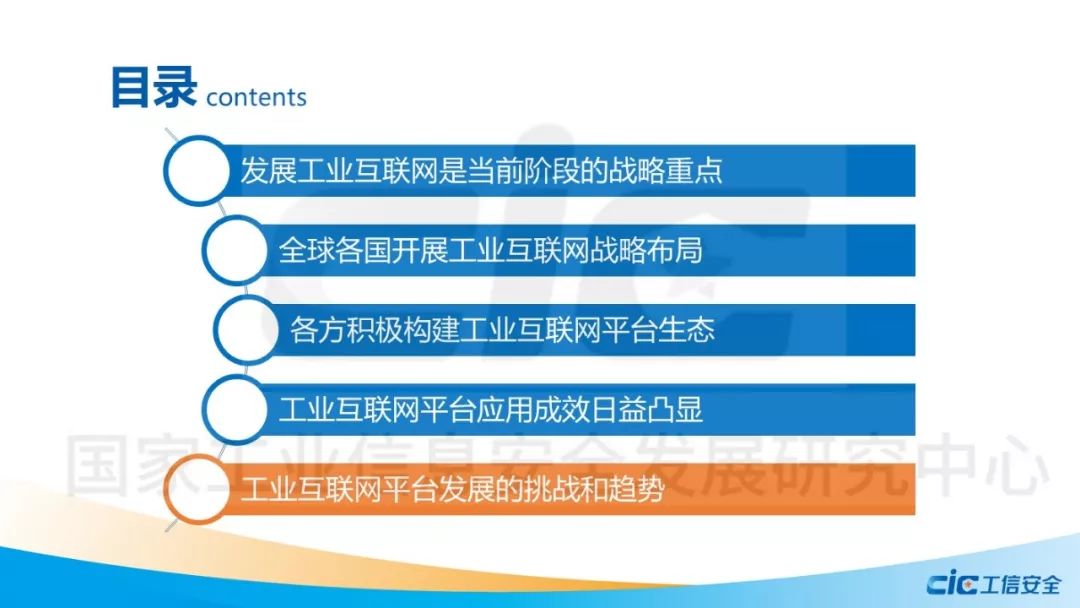 目录 contents
发展工业互联网是当前阶段的战略重点
全球各国开展工业互联网战略布局
各方积极构建工业互联网平台生态
工业互联网平台应用成效日益凸显
国家工业信息安全发展研究中心
工业互联网平台发展的挑战和趋势
cic
CIC工信安全